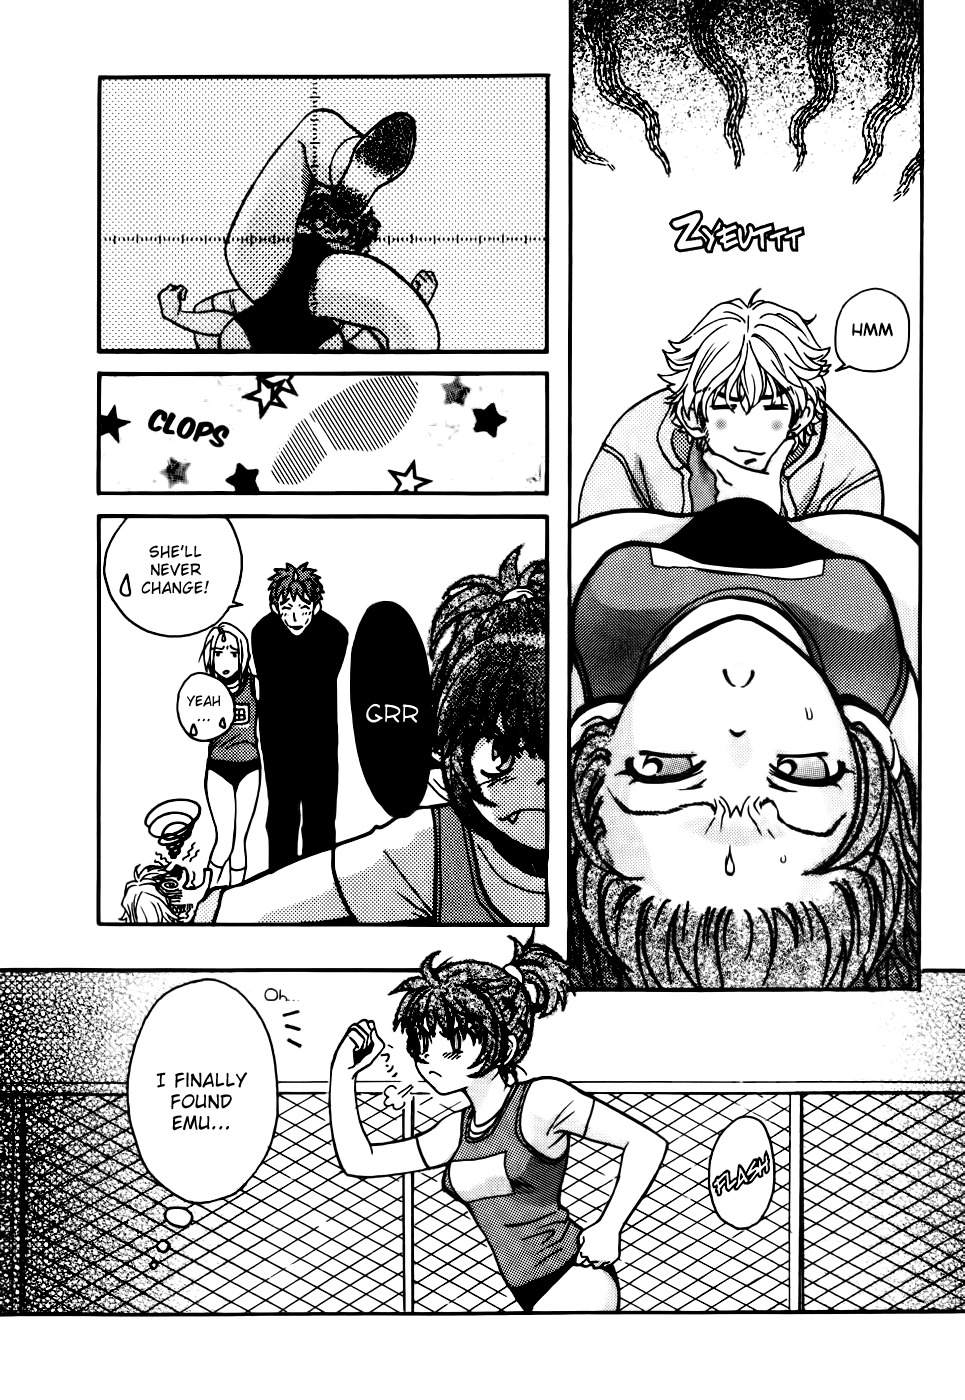 ZYEUTTT
HMM
CLOPS
SHE'LL
NEVER
CHANGE!
YEAH
...
GRR
Oh...
I FINALLY
FOUND
EMU...
FLASH